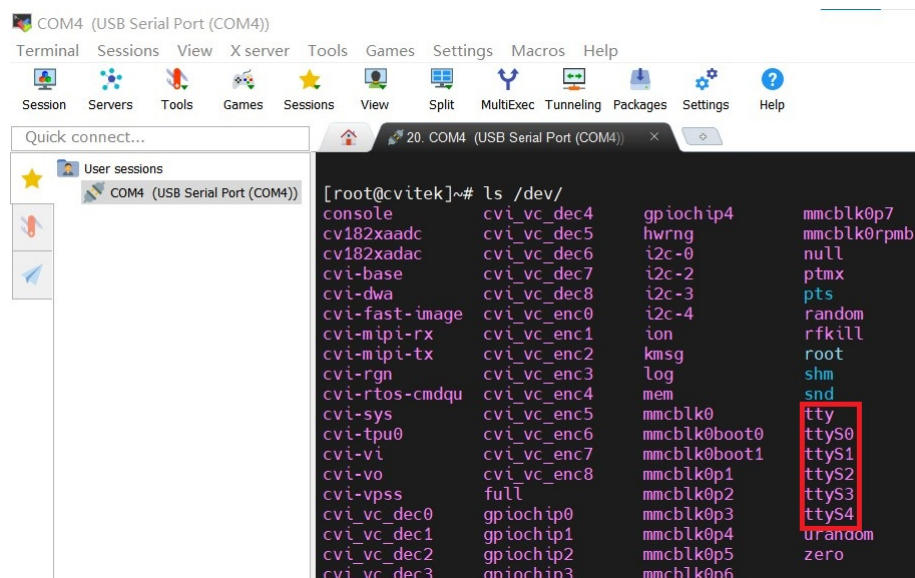 COM4 (USB Serial Port (COM4))
Terminal Sessions View X server Tools Games Settings Macros Help
Session Servers Tools Games Sessions View Split MultiExec Tunneling Packages Settings Help
Quick connect...
20. COM4 (USB Serial Port (COM4))
User sessions
COM4 (USB Serial Port (COM4))
[root@cvitek]~# ls /dev/
console cvi_vc_dec4 gpiochip4 mmcblk0p7
cv182xaadc cvi_vc_dec5 hwrng mmcblk0rpmb
cv182xadac cvi_vc_dec6 i2c-0 null
cvi-base cvi_vc_dec7 i2c-2 ptmx
cvi-dwa cvi_vc_dec8 i2c-3 pts
cvi-fast-image cvi_vc_enc0 i2c-4 random
cvi-mipi-rx cvi_vc_enc1 ion rfkill
cvi-mipi-tx cvi_vc_enc2 kmsg root
cvi-rgn cvi_vc_enc3 log shm
cvi-rtos-cmdqu cvi_vc_enc4 mem snd
cvi-sys cvi_vc_enc5 mmcblk0 tty
cvi-tpu0 cvi_vc_enc6 mmcblk0boot0 ttyS0
cvi-vi cvi_vc_enc7 mmcblk0boot1 ttyS1
cvi-vo cvi_vc_enc8 mmcblk0p1 ttyS2
cvi-vpss full mmcblk0p2 ttyS3
cvi_vc_dec0 gpiochip0 mmcblk0p3 ttyS4
cvi_vc_dec1 gpiochip1 mmcblk0p4 urandom
cvi_vc_dec2 gpiochip2 mmcblk0p5 zero
cvi_vc_dec3 gpiochip3 mmcblk0p6